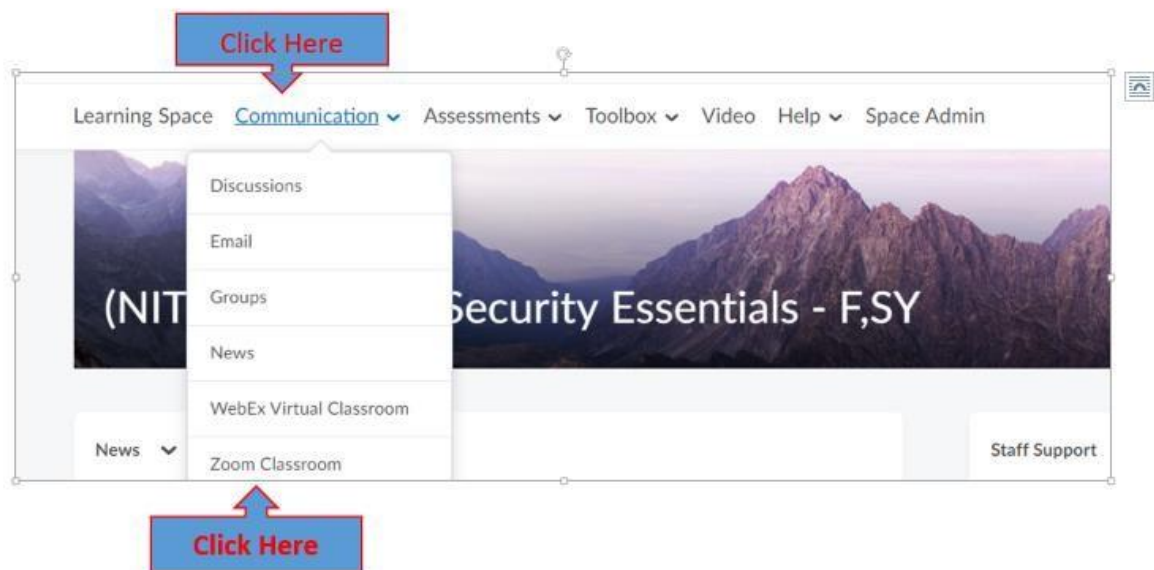 Click Here
Learning Space Communication Assessments Toolbox Video Help Space Admin
Discussions
Email
Groups
(NIT Security Essentials - F,SY
News
WebEx Virtual Classroom
News Staff Support
Zoom Classroom
Click Here